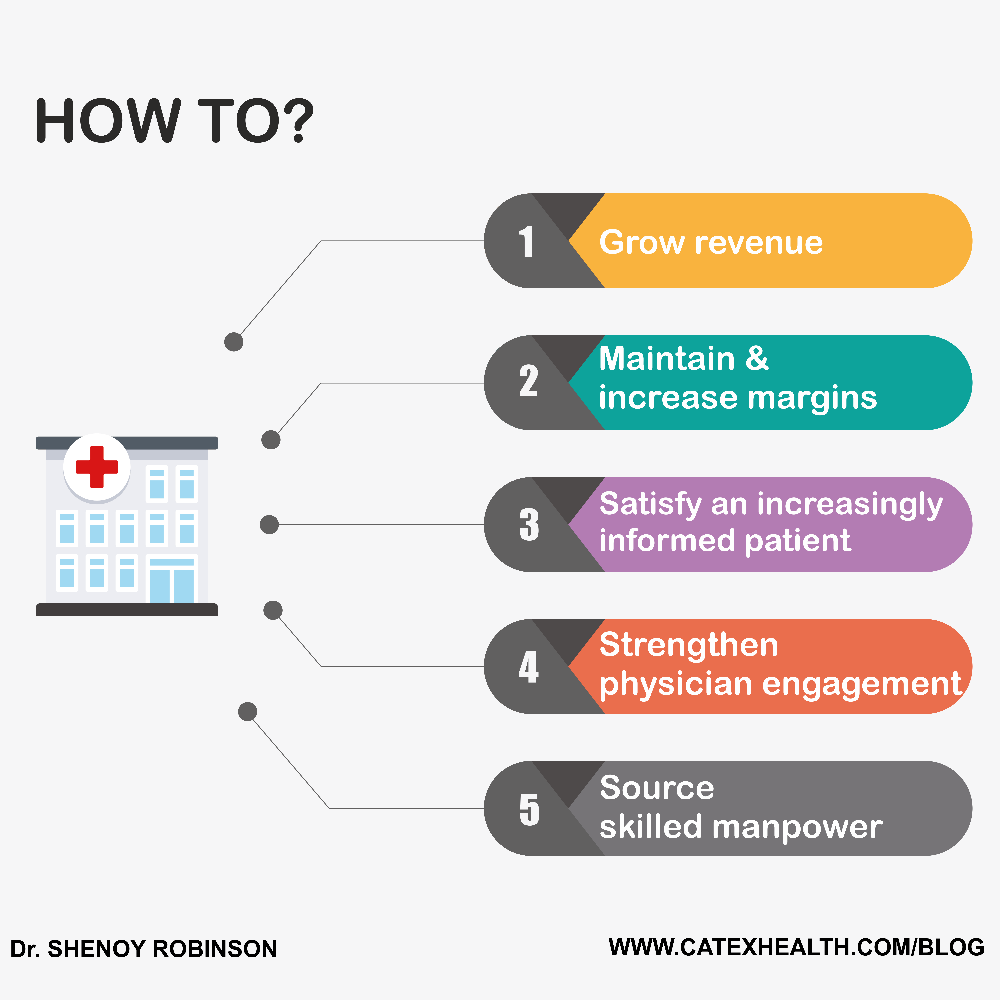 HOW TO?
1
Grow revenue
2
Maintain &
increase margins
3
Satisfy an increasingly
informed patient
4
Strengthen
physician engagement
5
Source
skilled manpower
Dr. SHENOY ROBINSON
WWW.CATEXHEALTH.COM/BLOG